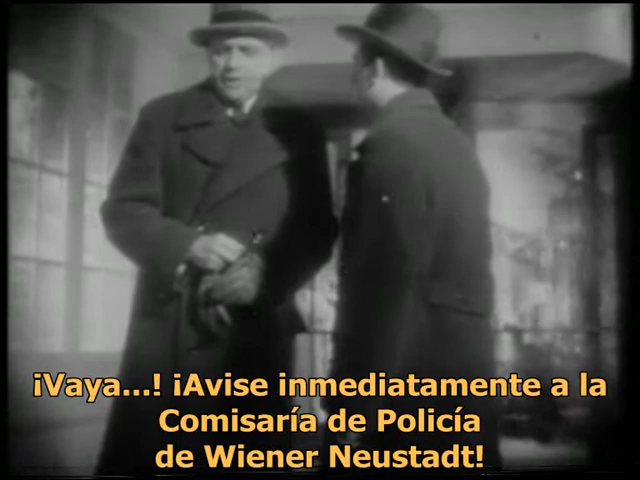 ¡Vaya...! ¡Avise inmediatamente a la
Comisaría de Policía
de Wiener Neustadt!